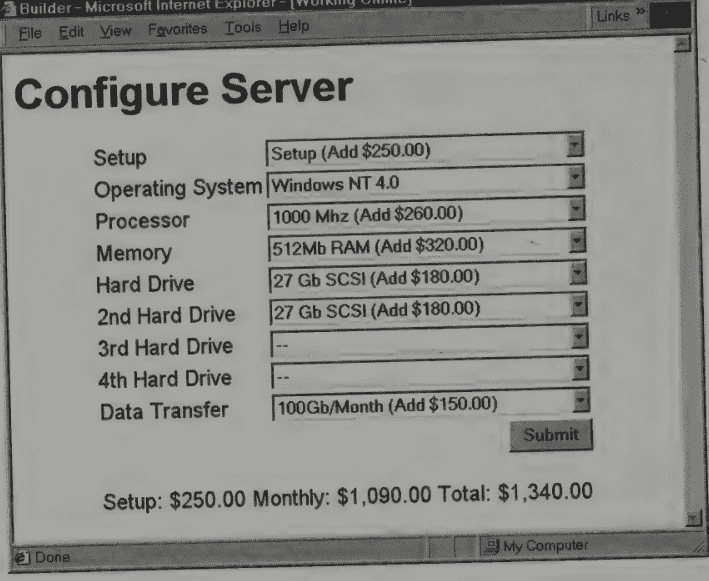 Builder - Microsoft Internet Explorer - [Working Offline]
File Edit View Favorites Tools Help Links »
Configure Server
Setup Setup (Add $250.00)
Operating System Windows NT 4.0
Processor 1000 Mhz (Add $260.00)
Memory 512Mb RAM (Add $320.00)
Hard Drive 27 Gb SCSI (Add $180.00)
2nd Hard Drive 27 Gb SCSI (Add $180.00)
3rd Hard Drive --
4th Hard Drive --
Data Transfer 100Gb/Month (Add $150.00)
Submit
Setup: $250.00 Monthly: $1,090.00 Total: $1,340.00
Done My Computer